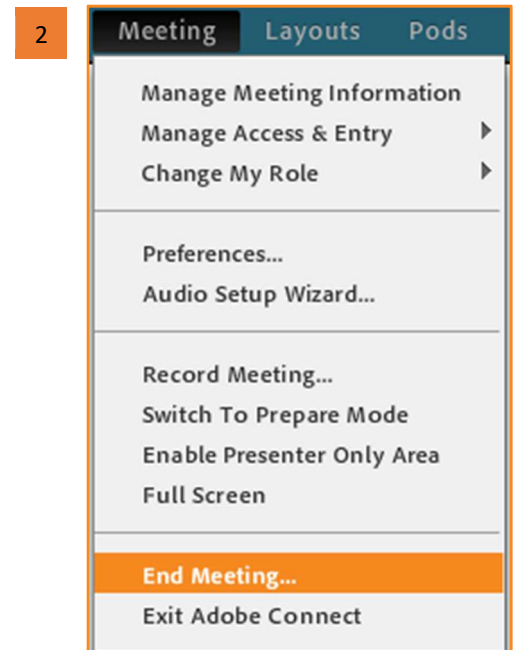 2
Meeting Layouts Pods
Manage Meeting Information
Manage Access & Entry
Change My Role
Preferences...
Audio Setup Wizard...
Record Meeting...
Switch To Prepare Mode
Enable Presenter Only Area
Full Screen
End Meeting...
Exit Adobe Connect